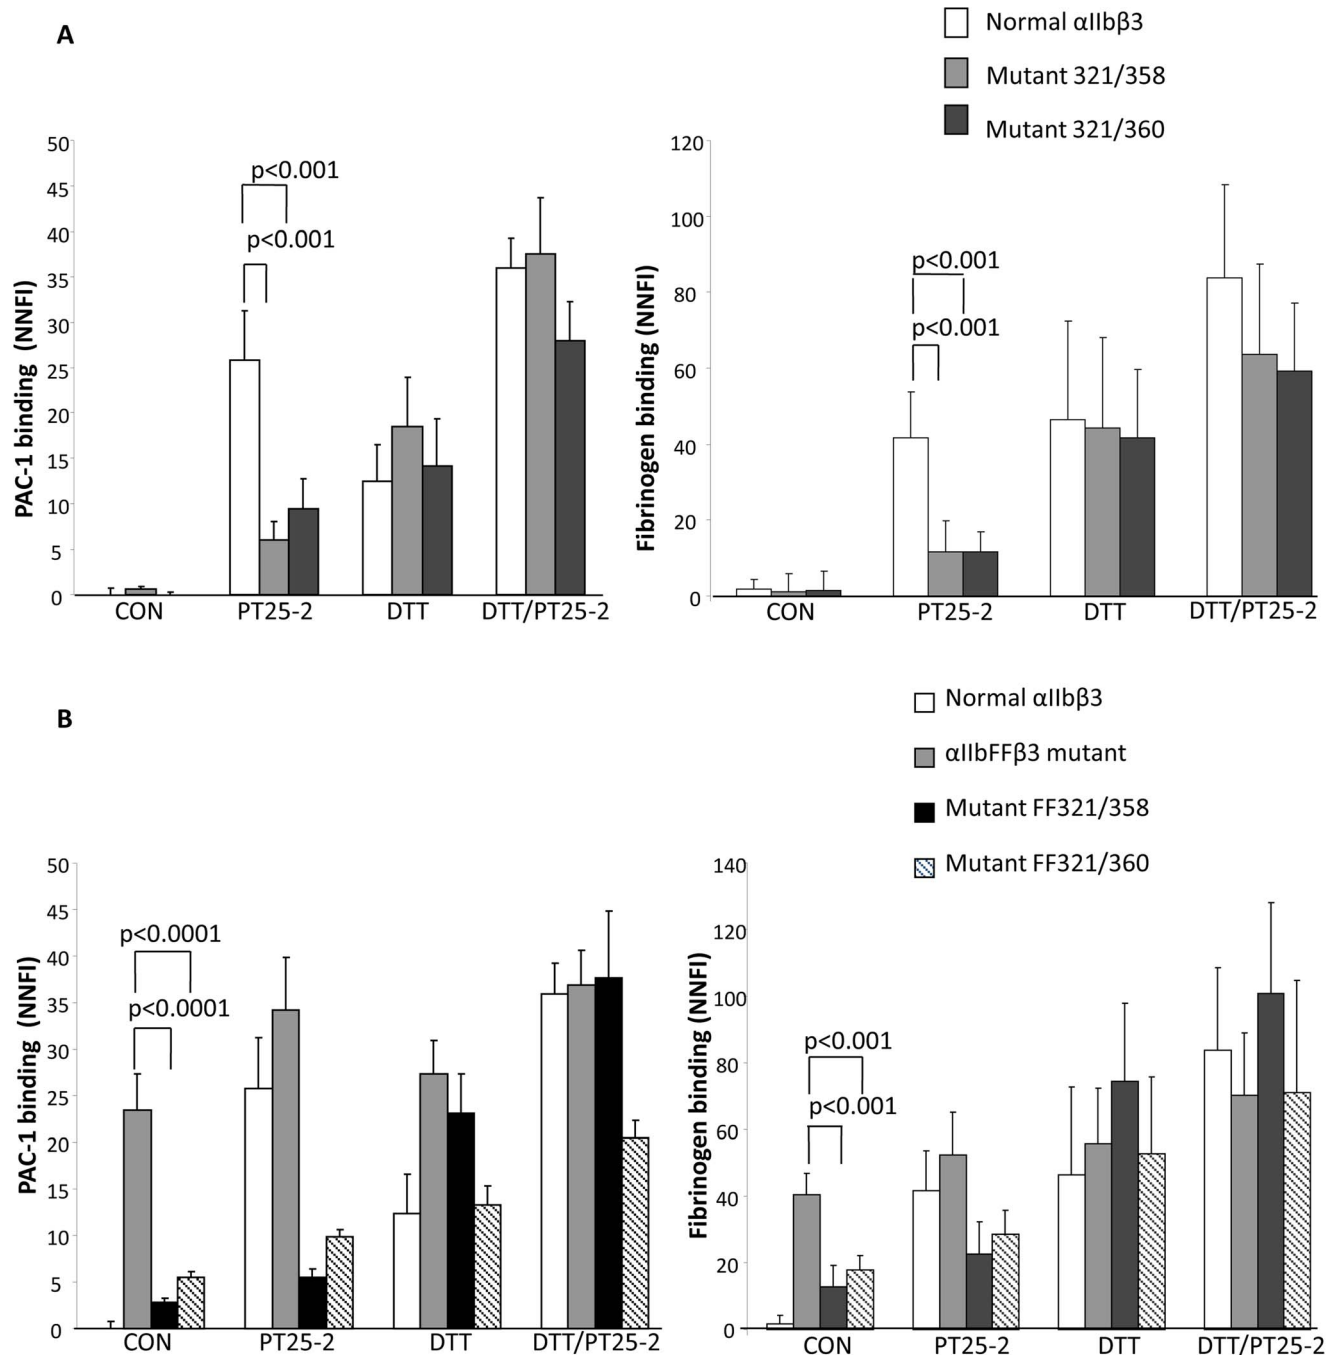 A
Normal αIIbβ3
Mutant 321/358
Mutant 321/360
PAC-1 binding (NNFI)
50
45
40
35
30
25
20
15
10
5
0
p<0.001
p<0.001
CON
PT25-2
DTT
DTT/PT25-2
Fibrinogen binding (NNFI)
120
100
80
60
40
20
0
p<0.001
p<0.001
CON
PT25-2
DTT
DTT/PT25-2
B
Normal αIIbβ3
αIIbFFβ3 mutant
Mutant FF321/358
Mutant FF321/360
PAC-1 binding (NNFI)
50
45
40
35
30
25
20
15
10
5
0
p<0.0001
p<0.0001
CON
PT25-2
DTT
DTT/PT25-2
Fibrinogen binding (NNFI)
140
120
100
80
60
40
20
0
p<0.001
p<0.001
CON
PT25-2
DTT
DTT/PT25-2